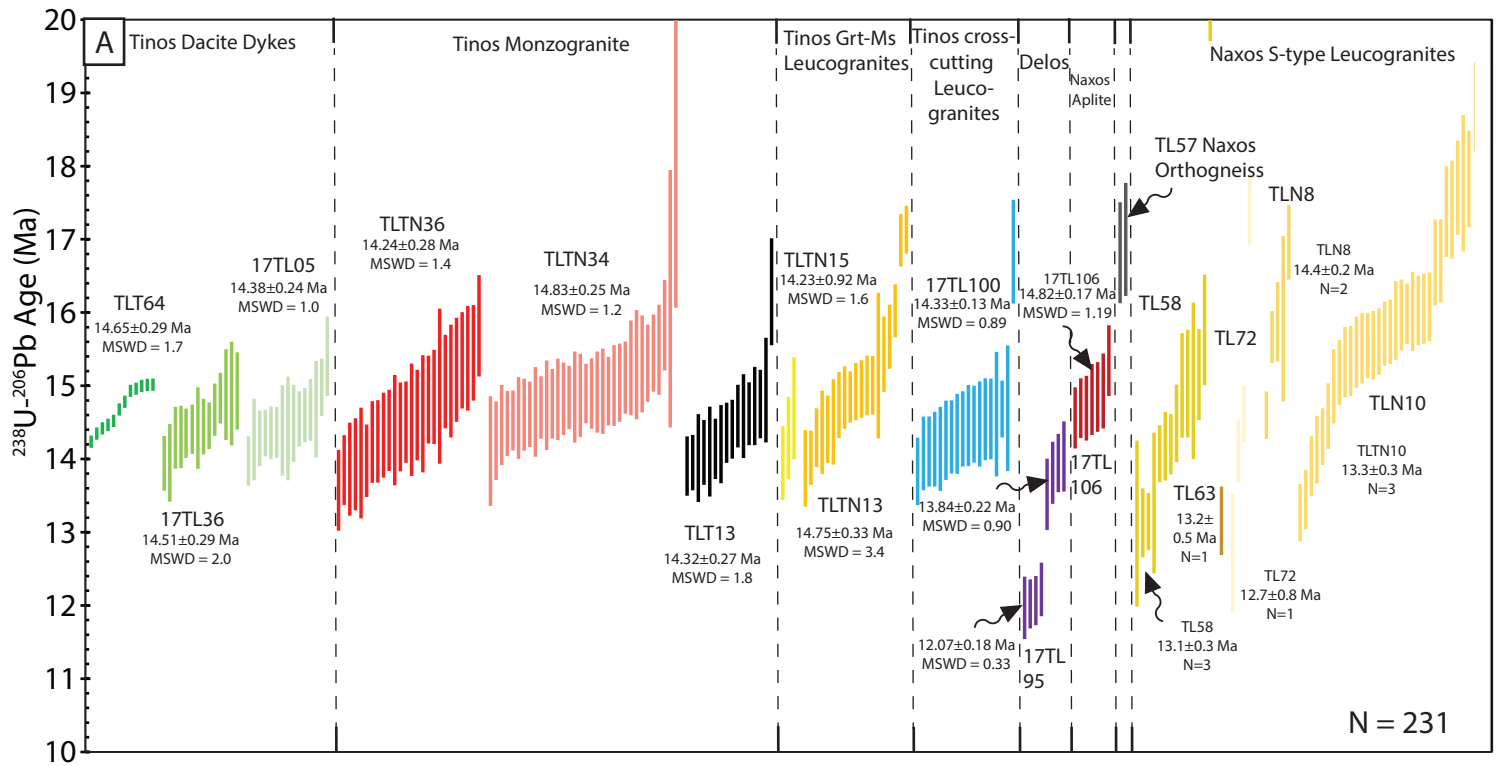 A
Tinos Dacite Dykes
Tinos Monzogranite
Tinos Grt-Ms
Leucogranites
Tinos cross-
cutting
Leuco-
granites
Delos
Naxos
Aplite
Naxos S-type Leucogranites
TL57 Naxos
Orthogneiss
238U-206Pb Age (Ma)
20
19
18
17
16
15
14
13
12
11
10
TLT64
14.65±0.29 Ma
MSWD = 1.7
17TL36
14.51±0.29 Ma
MSWD = 2.0
17TL05
14.38±0.24 Ma
MSWD = 1.0
TLTN36
14.24±0.28 Ma
MSWD = 1.4
TLTN34
14.83±0.25 Ma
MSWD = 1.2
TLT13
14.32±0.27 Ma
MSWD = 1.8
TLTN15
14.23±0.92 Ma
MSWD = 1.6
TLTN13
14.75±0.33 Ma
MSWD = 3.4
17TL100
14.33±0.13 Ma
MSWD = 0.89
13.84±0.22 Ma
MSWD = 0.90
12.07±0.18 Ma
MSWD = 0.33
17TL
95
17TL106
14.82±0.17 Ma
MSWD = 1.19
17TL
106
TL58
TL58
13.1±0.3 Ma
N=3
TL63
13.2±
0.5 Ma
N=1
TL72
TL72
12.7±0.8 Ma
N=1
TLN8
TLN8
14.4±0.2 Ma
N=2
TLN10
TLTN10
13.3±0.3 Ma
N=3
N = 231